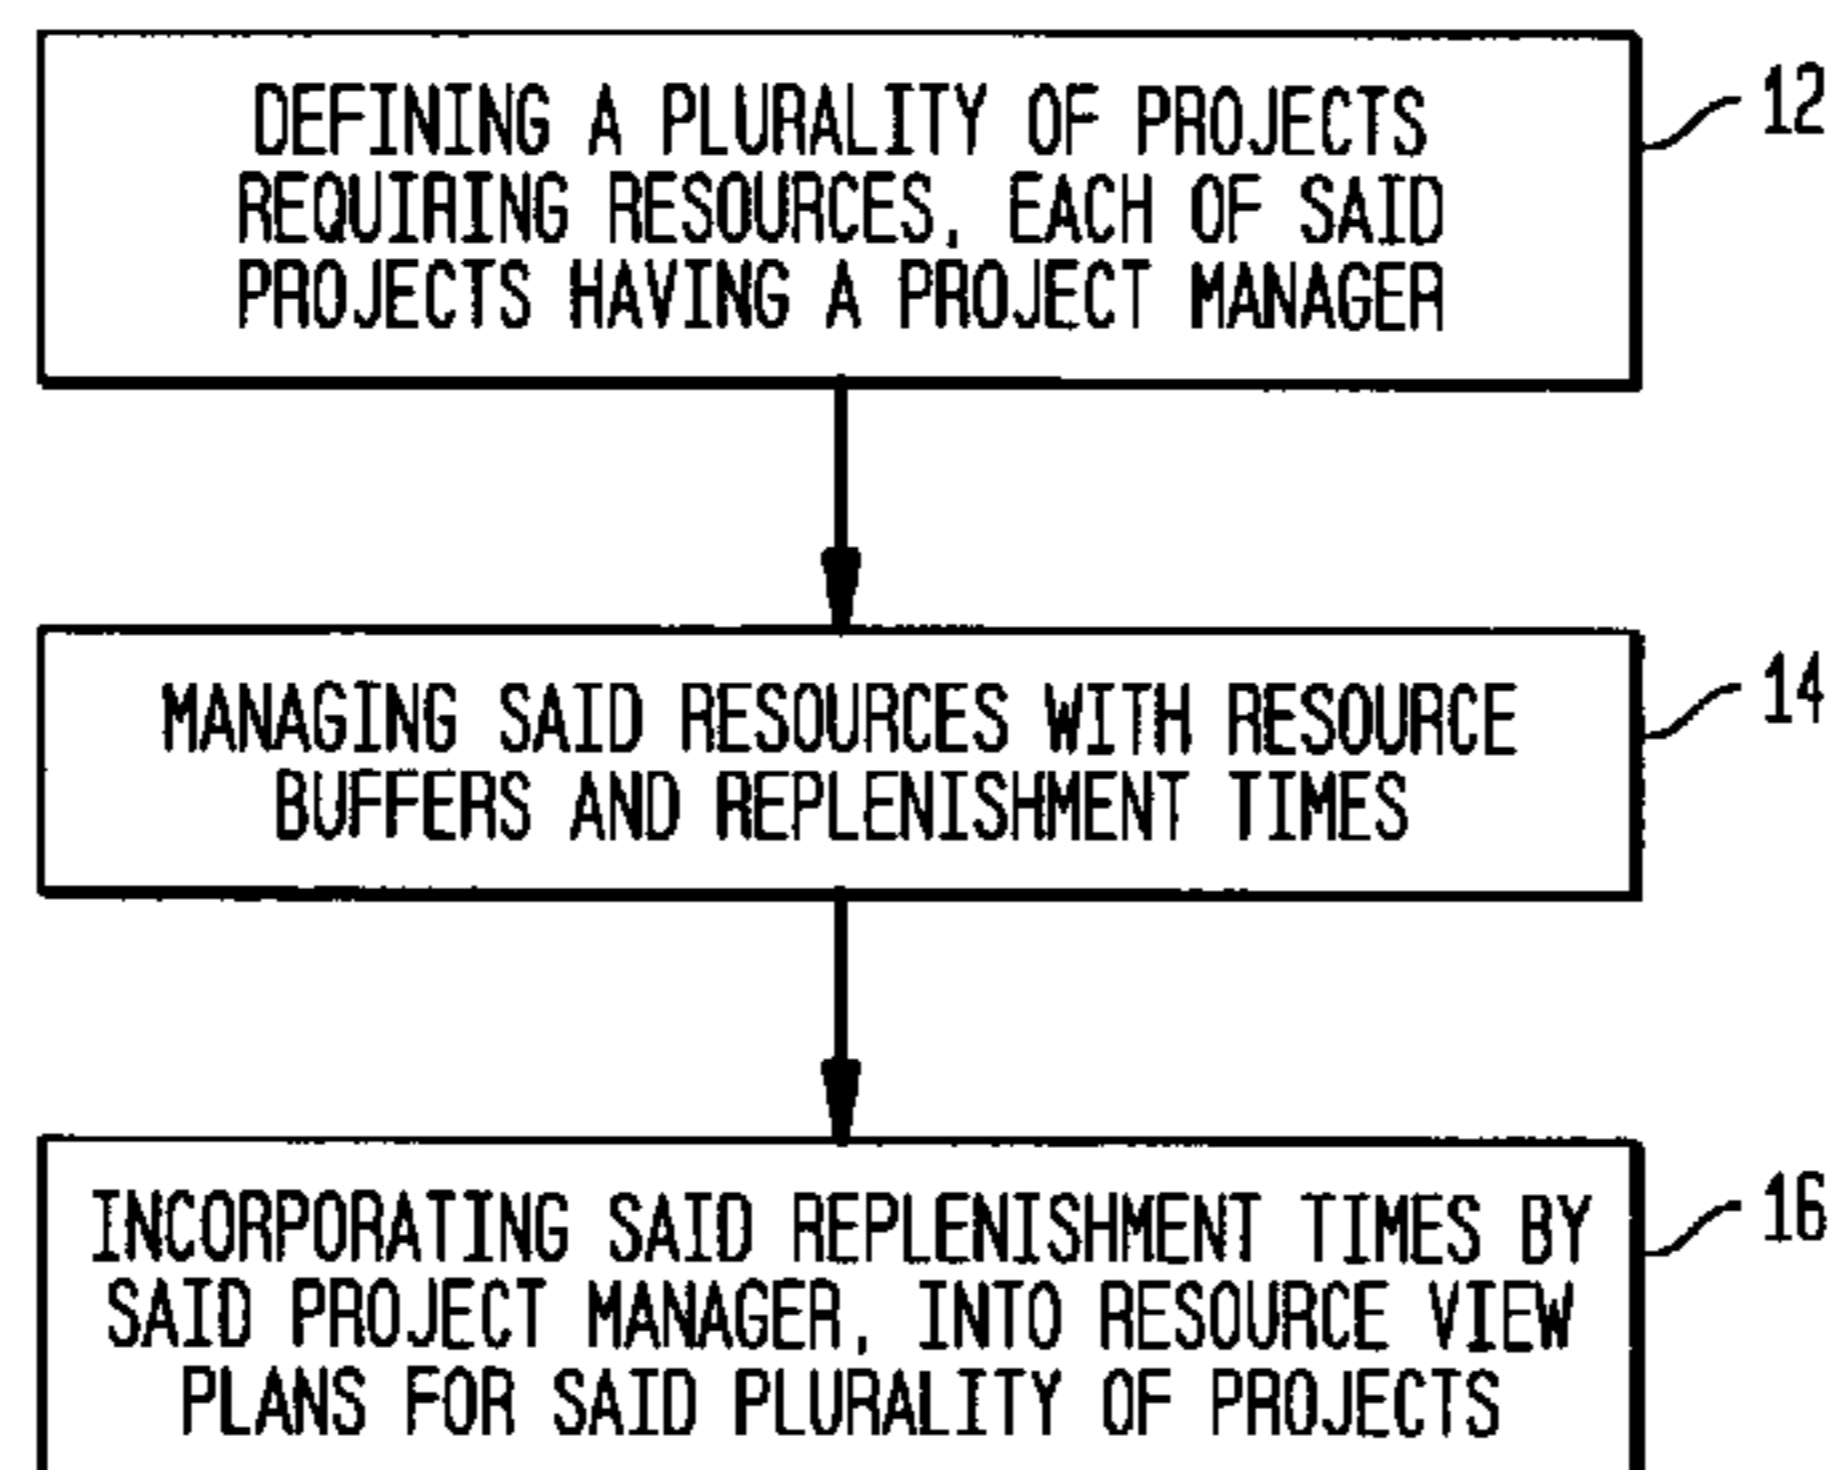 DEFINING A PLURALITY OF PROJECTS
REQUIRING RESOURCES, EACH OF SAID
PROJECTS HAVING A PROJECT MANAGER
12
MANAGING SAID RESOURCES WITH RESOURCE
BUFFERS AND REPLENISHMENT TIMES
14
INCORPORATING SAID REPLENISHMENT TIMES BY
SAID PROJECT MANAGER, INTO RESOURCE VIEW
PLANS FOR SAID PLURALITY OF PROJECTS
16